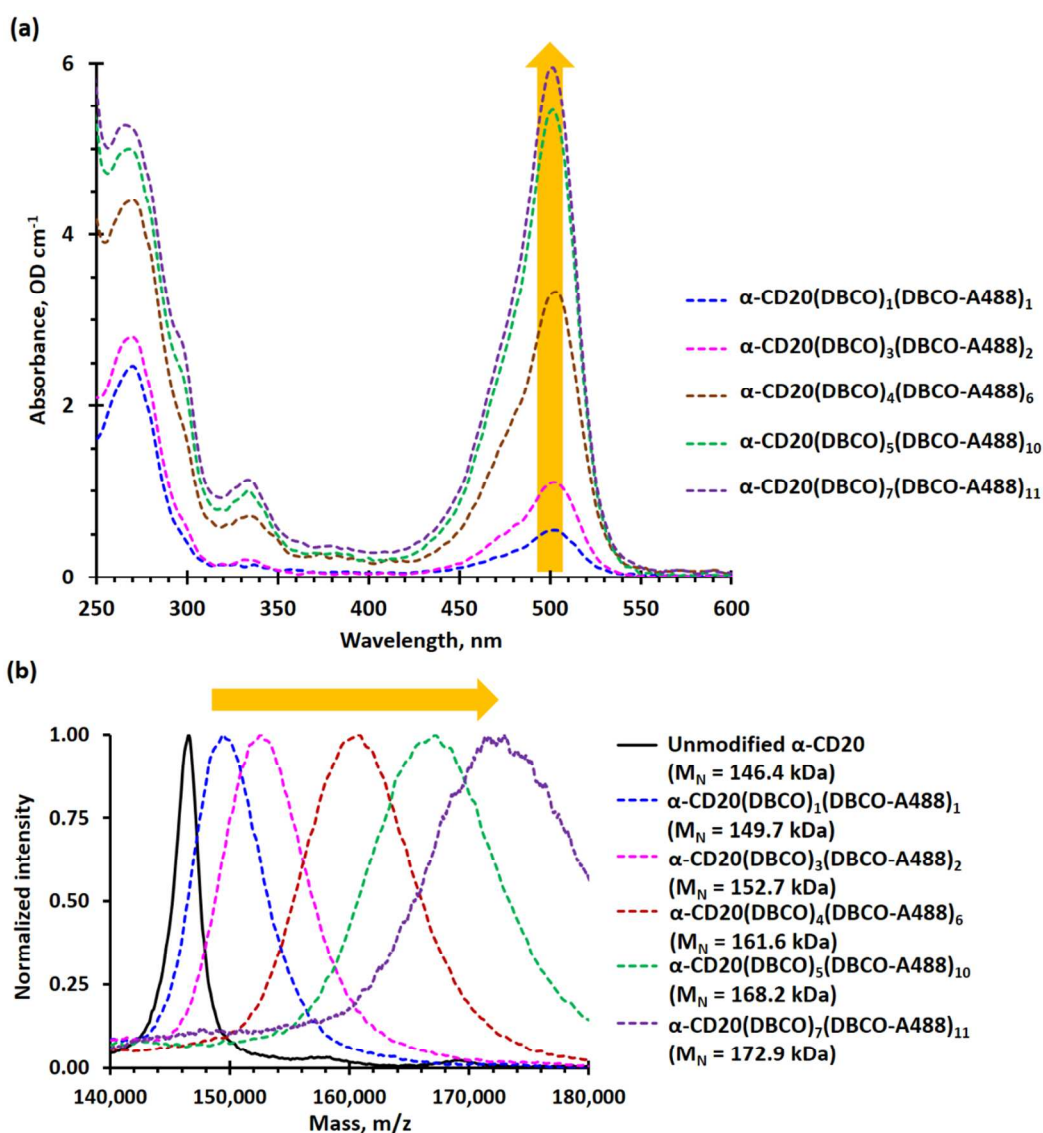 (a)
6
4
2
0
Absorbance, OD cm⁻¹
250 300 350 400 450 500 550 600
Wavelength, nm
α-CD20(DBCO)₁(DBCO-A488)₁
α-CD20(DBCO)₃(DBCO-A488)₂
α-CD20(DBCO)₄(DBCO-A488)₆
α-CD20(DBCO)₅(DBCO-A488)₁₀
α-CD20(DBCO)₇(DBCO-A488)₁₁
(b)
1.00
0.75
0.50
0.25
0.00
Normalized intensity
140,000 150,000 160,000 170,000 180,000
Mass, m/z
Unmodified α-CD20
(M_N = 146.4 kDa)
α-CD20(DBCO)₁(DBCO-A488)₁
(M_N = 149.7 kDa)
α-CD20(DBCO)₃(DBCO-A488)₂
(M_N = 152.7 kDa)
α-CD20(DBCO)₄(DBCO-A488)₆
(M_N = 161.6 kDa)
α-CD20(DBCO)₅(DBCO-A488)₁₀
(M_N = 168.2 kDa)
α-CD20(DBCO)₇(DBCO-A488)₁₁
(M_N = 172.9 kDa)